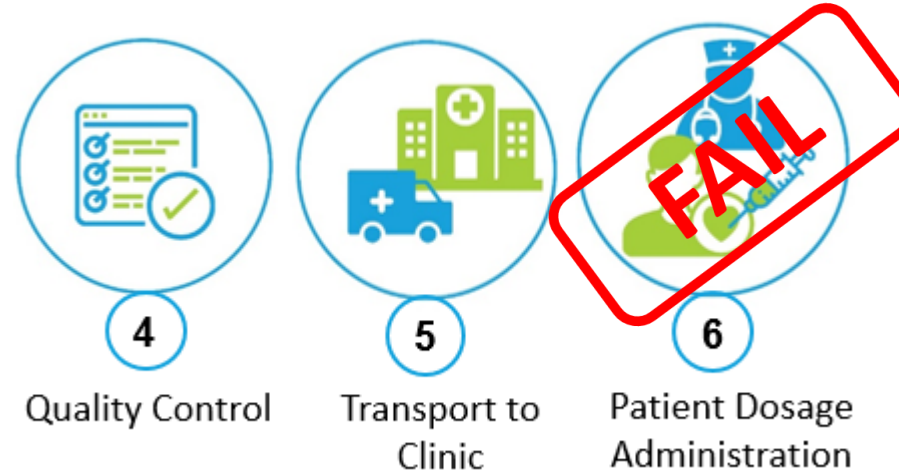 FAIL
4
5
6
Quality Control
Transport to
Clinic
Patient Dosage
Administration